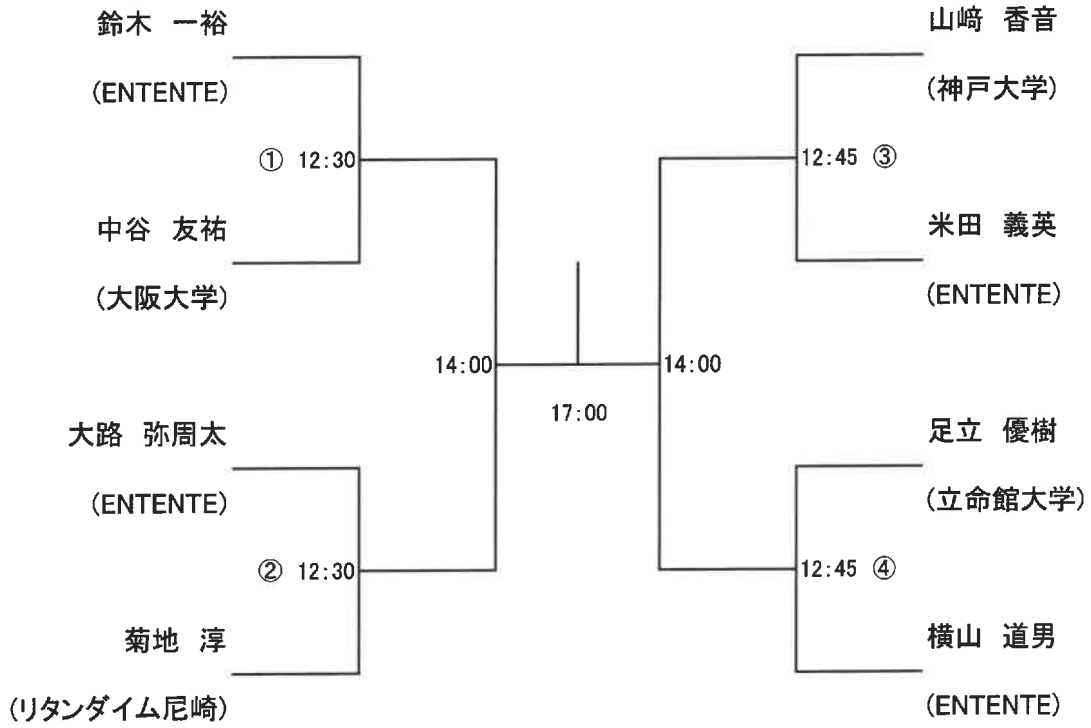 鈴木 一裕
(ENTENTE)
① 12:30
中谷 友祐
(大阪大学)
14:00
大路 弥周太
(ENTENTE)
② 12:30
菊地 淳
(リタンダイム尼崎)
17:00
山﨑 香音
(神戸大学)
12:45 ③
米田 義英
(ENTENTE)
14:00
足立 優樹
(立命館大学)
12:45 ④
横山 道男
(ENTENTE)